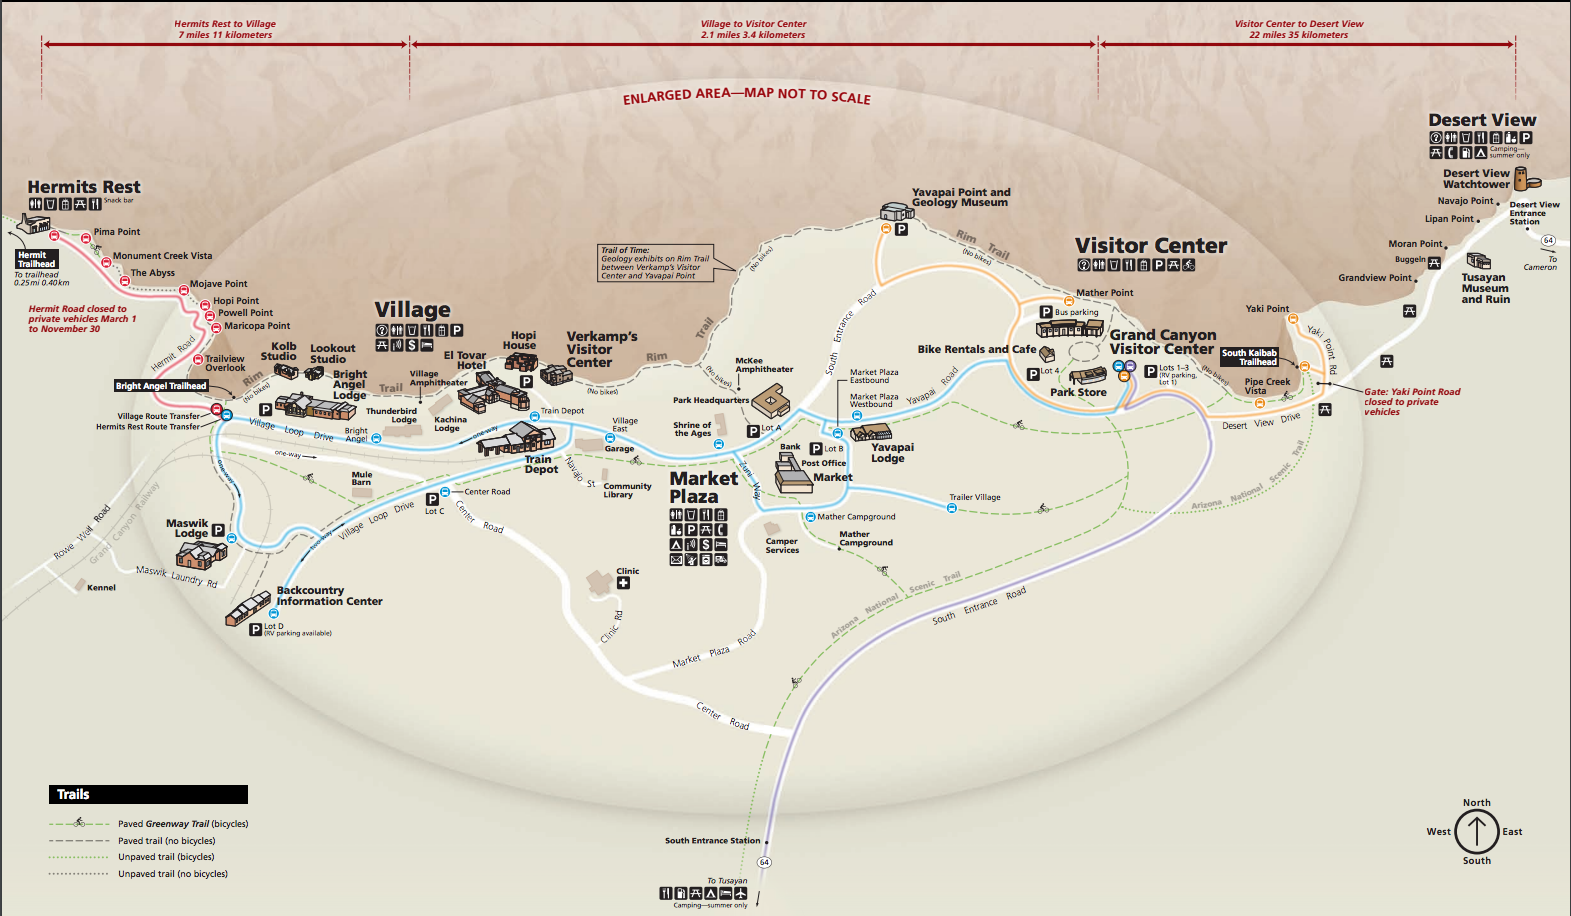 Hermits Rest to Village
7 miles 11 kilometers
Village to Visitor Center
2.1 miles 3.4 kilometers
Visitor Center to Desert View
22 miles 35 kilometers
ENLARGED AREA—MAP NOT TO SCALE
Desert View
P
Camping—
summer only
Desert View
Watchtower
Navajo Point
Desert View
Entrance
Station
Lipan Point
64
To
Cameron
Moran Point
Buggeln
Grandview Point
Tusayan
Museum
and Ruin
Hermits Rest
Snack bar
Pima Point
Hermit
Trailhead
To trailhead
0.25mi 0.40km
Monument Creek Vista
The Abyss
Mojave Point
Hopi Point
Powell Point
Maricopa Point
Hermit Road closed to
private vehicles March 1
to November 30
Hermit Road
Trailview
Overlook
Bright Angel Trailhead
Village Route Transfer
Hermits Rest Route Transfer
Rim
(No bikes)
Trail
Kolb
Studio
Lookout
Studio
Bright
Angel
Lodge
P
Village
P
$
Village
Amphitheater
El Tovar
Hotel
Hopi
House
P
Verkamp's
Visitor
Center
(No bikes)
Rim
Trail
(No bikes)
Trail of Time:
Geology exhibits on Rim Trail
between Verkamp's Visitor
Center and Yavapai Point
(No bikes)
Yavapai Point and
Geology Museum
P
Rim Trail
(No bikes)
Visitor Center
P
Mather Point
P Bus parking
Grand Canyon
Visitor Center
Bike Rentals and Cafe
P Lot 4
Park Store
P Lots 1–3
(RV parking,
Lot 1)
(No bikes)
South Kaibab
Trailhead
Yaki Point
Yaki Point Rd
Pipe Creek
Vista
Desert View Drive
Gate: Yaki Point Road
closed to private
vehicles
South Entrance Road
McKee
Amphitheater
Park Headquarters
P Lot A
Market Plaza
Eastbound
Market Plaza
Westbound
Yavapai Road
Thunderbird
Lodge
Kachina
Lodge
Train Depot
Village Loop Drive
Bright
Angel
one-way
one-way
one-way
Train
Depot
Village
East
Garage
Navajo St
Community
Library
Shrine of
the Ages
Zuni Way
P Lot B
Bank
Post Office
Market
Yavapai
Lodge
Mule
Barn
P
Lot C
Center Road
Center Road
Village Loop Drive
two-way
Market
Plaza
P
$
Trailer Village
Mather Campground
Mather
Campground
Camper
Services
Arizona National Scenic Trail
Arizona National Scenic Trail
Rowe Well Road
Grand Canyon Railway
Maswik
Lodge
P
Maswik Laundry Rd
Kennel
Backcountry
Information Center
P Lot D
(RV parking available)
Clinic
Clinic Rd
Market Plaza Road
Center Road
South Entrance Road
South Entrance Station
64
To Tusayan
Camping—summer only
Trails
Paved Greenway Trail (bicycles)
Paved trail (no bicycles)
Unpaved trail (bicycles)
Unpaved trail (no bicycles)
North
West
East
South